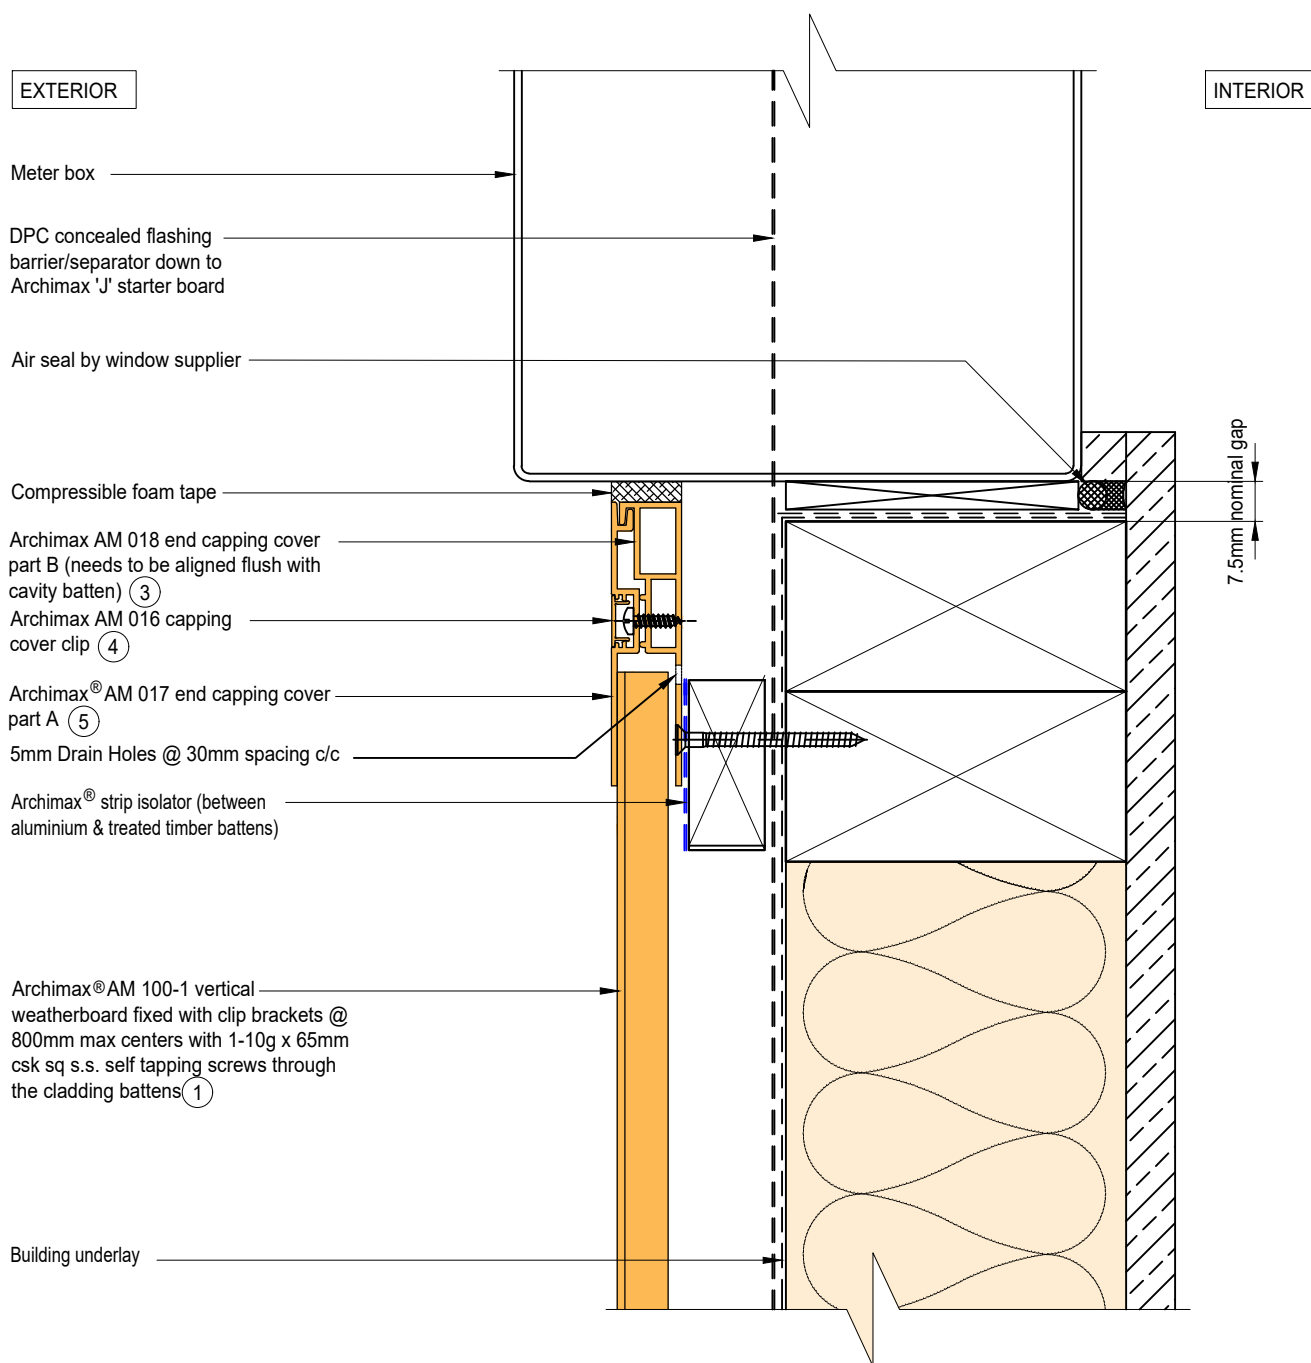 EXTERIOR
INTERIOR
Meter box
DPC concealed flashing
barrier/separator down to
Archimax 'J' starter board
Air seal by window supplier
7.5mm nominal gap
Compressible foam tape
Archimax AM 018 end capping cover
part B (needs to be aligned flush with
cavity batten) 3
Archimax AM 016 capping
cover clip 4
Archimax® AM 017 end capping cover
part A 5
5mm Drain Holes @ 30mm spacing c/c
Archimax® strip isolator (between
aluminium & treated timber battens)
Archimax® AM 100-1 vertical
weatherboard fixed with clip brackets @
800mm max centers with 1-10g x 65mm
csk sq s.s. self tapping screws through
the cladding battens 1
Building underlay